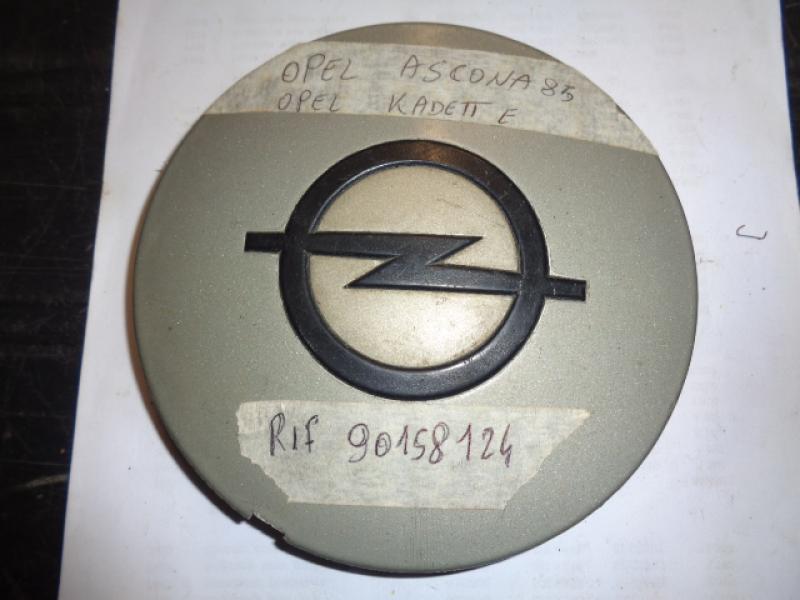 OPEL ASCONA 85
OPEL KADETT E
Rif 90158124